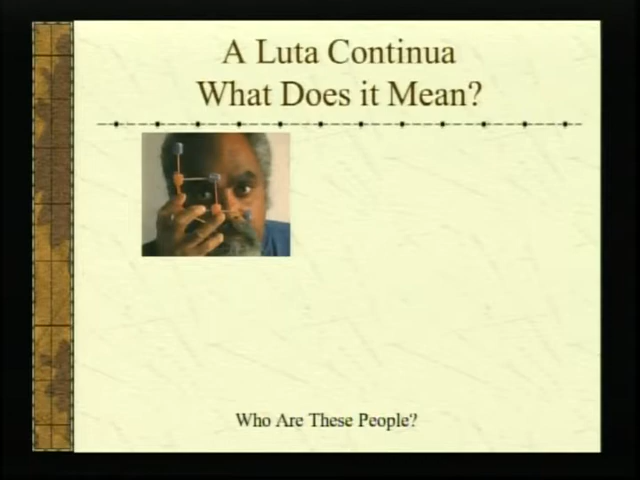 A Luta Continua
What Does it Mean?
Who Are These People?